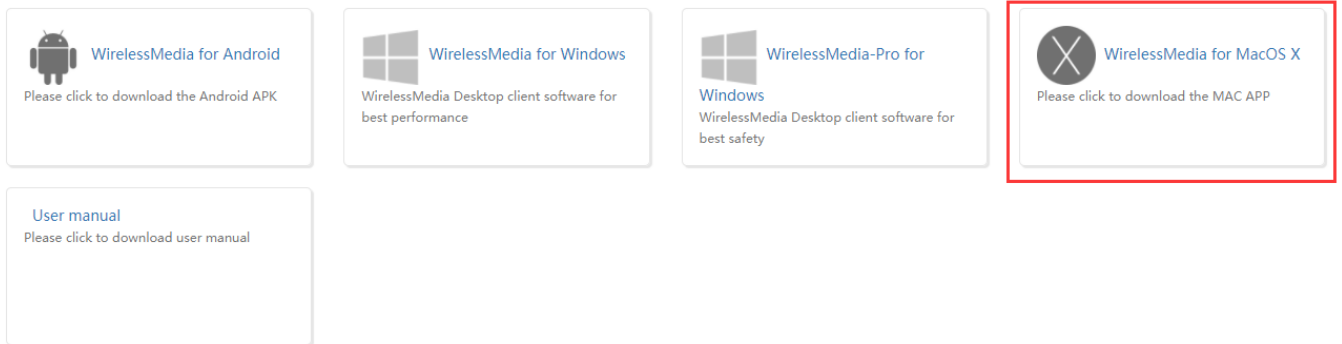 WirelessMedia for Android
Please click to download the Android APK
WirelessMedia for Windows
WirelessMedia Desktop client software for
best performance
WirelessMedia-Pro for
Windows
WirelessMedia Desktop client software for
best safety
WirelessMedia for MacOS X
Please click to download the MAC APP
User manual
Please click to download user manual